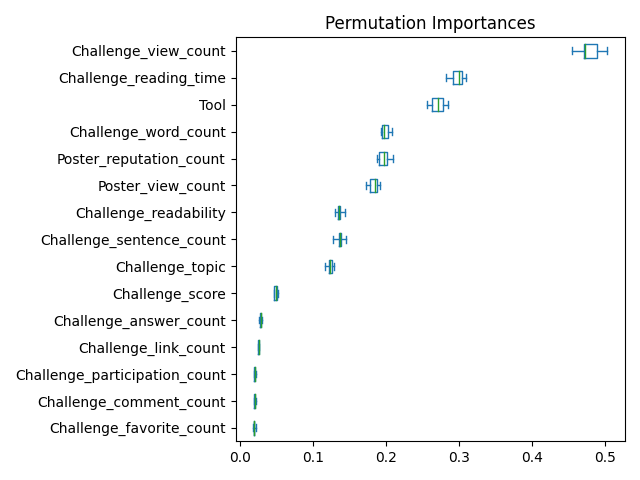 Permutation Importances
Challenge_view_count
Challenge_reading_time
Tool
Challenge_word_count
Poster_reputation_count
Poster_view_count
Challenge_readability
Challenge_sentence_count
Challenge_topic
Challenge_score
Challenge_answer_count
Challenge_link_count
Challenge_participation_count
Challenge_comment_count
Challenge_favorite_count
0.0 0.1 0.2 0.3 0.4 0.5